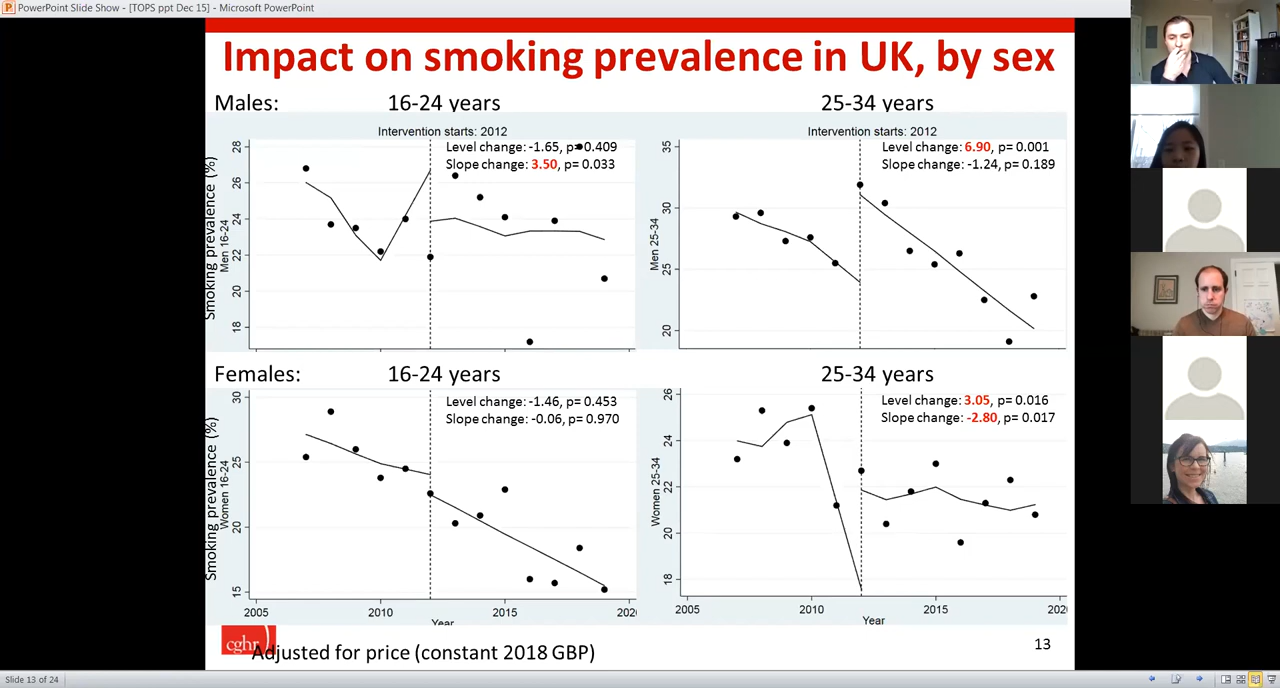 PowerPoint Slide Show - [TOPS ppt Dec 15] - Microsoft PowerPoint
Impact on smoking prevalence in UK, by sex
Males:
16-24 years
25-34 years
Intervention starts: 2012
Level change: -1.65, p= 0.409
Slope change: 3.50, p= 0.033
Smoking prevalence (%)
Men 16-24
28
26
24
22
20
18
Intervention starts: 2012
Level change: 6.90, p= 0.001
Slope change: -1.24, p= 0.189
Men 25-34
35
30
25
20
Females:
16-24 years
25-34 years
Level change: -1.46, p= 0.453
Slope change: -0.06, p= 0.970
Smoking prevalence (%)
Women 16-24
30
25
20
15
2005
2010
2015
Year
Level change: 3.05, p= 0.016
Slope change: -2.80, p= 0.017
Women 25-34
26
24
22
20
18
2005
2010
2015
Year
cghr
Adjusted for price (constant 2018 GBP)
13
Slide 13 of 24